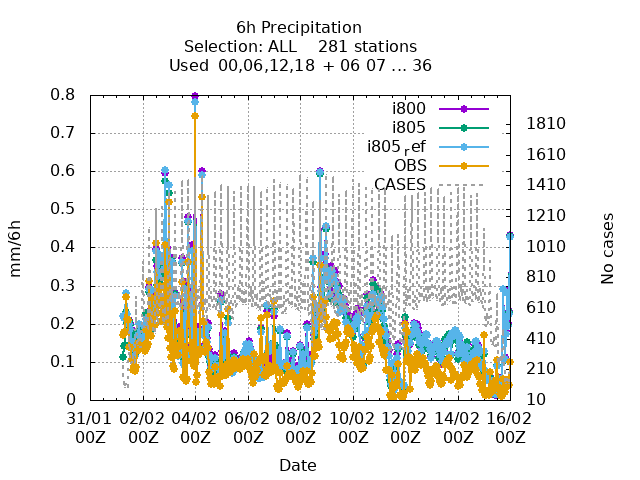 6h Precipitation
Selection: ALL 281 stations
Used 00,06,12,18 + 06 07 ... 36
0.8
0.7
0.6
0.5
0.4
0.3
0.2
0.1
0
mm/6h
i800
i805
i805_ref
OBS
CASES
1810
1610
1410
1210
1010
810
610
410
210
10
No cases
31/01 02/02 04/02 06/02 08/02 10/02 12/02 14/02 16/02
00Z 00Z 00Z 00Z 00Z 00Z 00Z 00Z 00Z
Date